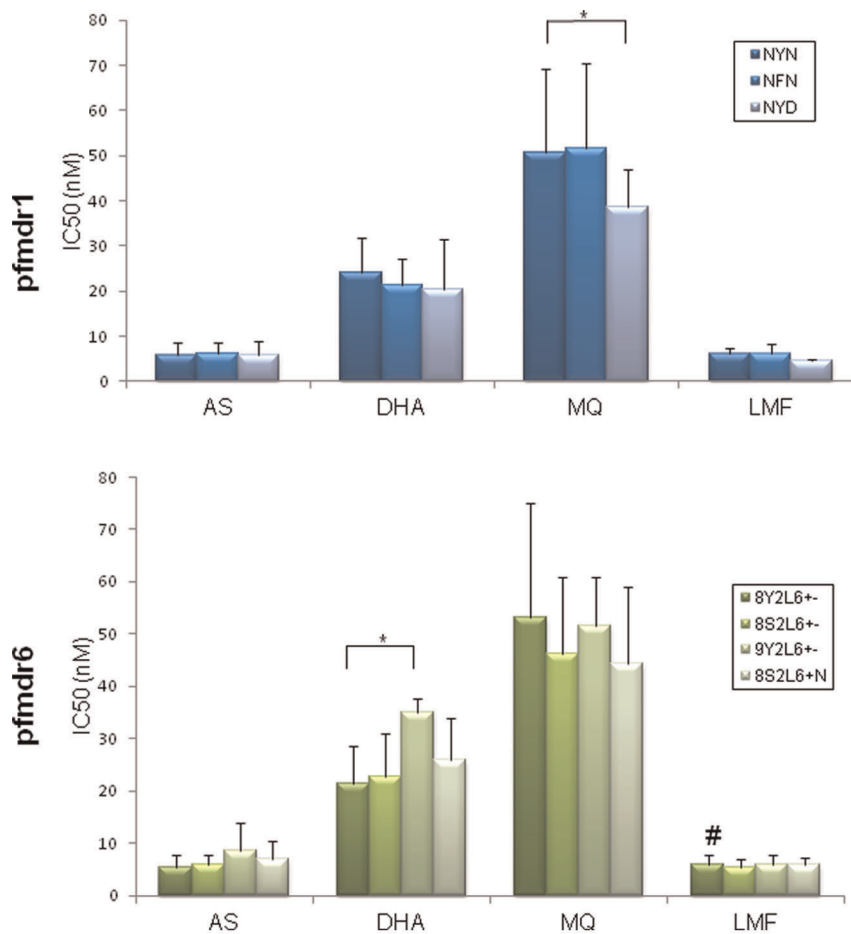 pfmdr1
IC50 (nM)
80
70
60
50
40
30
20
10
0
*
NYN
NFN
NYD
AS DHA MQ LMF
pfmdr6
IC50 (nM)
80
70
60
50
40
30
20
10
0
*
#
8Y2L6+-
8S2L6+-
9Y2L6+-
8S2L6+N
AS DHA MQ LMF